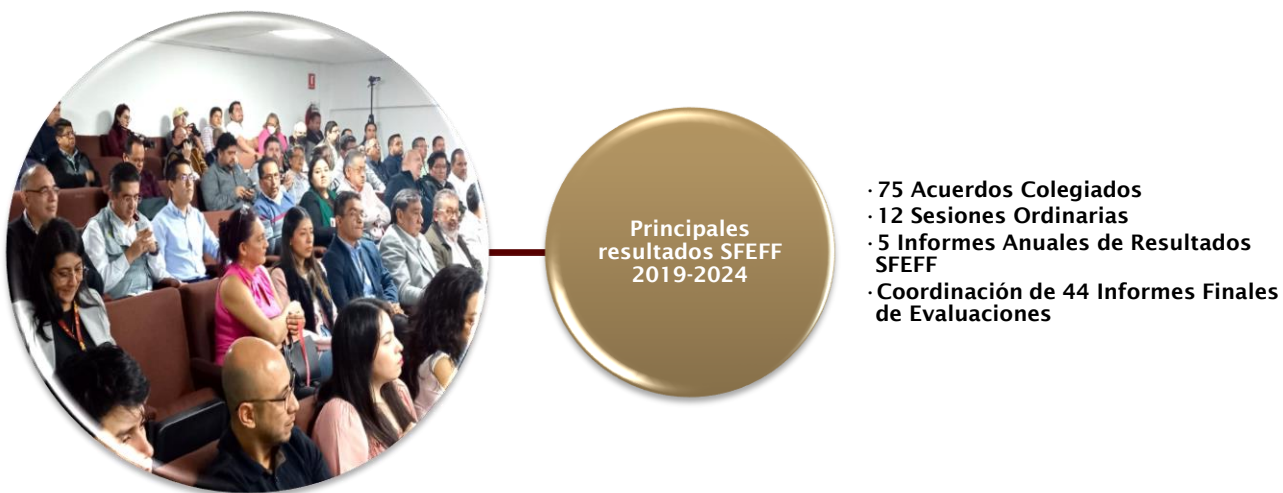 Principales
resultados SFEFF
2019-2024
· 75 Acuerdos Colegiados
· 12 Sesiones Ordinarias
· 5 Informes Anuales de Resultados
SFEFF
· Coordinación de 44 Informes Finales
de Evaluaciones